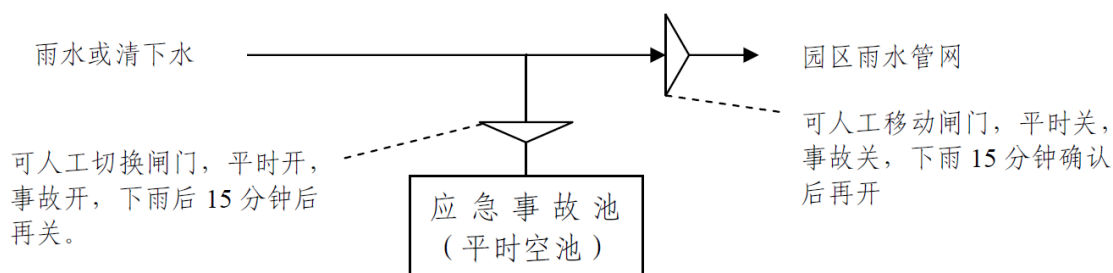 雨水或清下水
园区雨水管网
可人工移动闸门，平时关，
事故关，下雨 15 分钟确认
后再开
可人工切换闸门，平时开，
事故开，下雨后 15 分钟后
再关。
应急事故池
（平时空池）